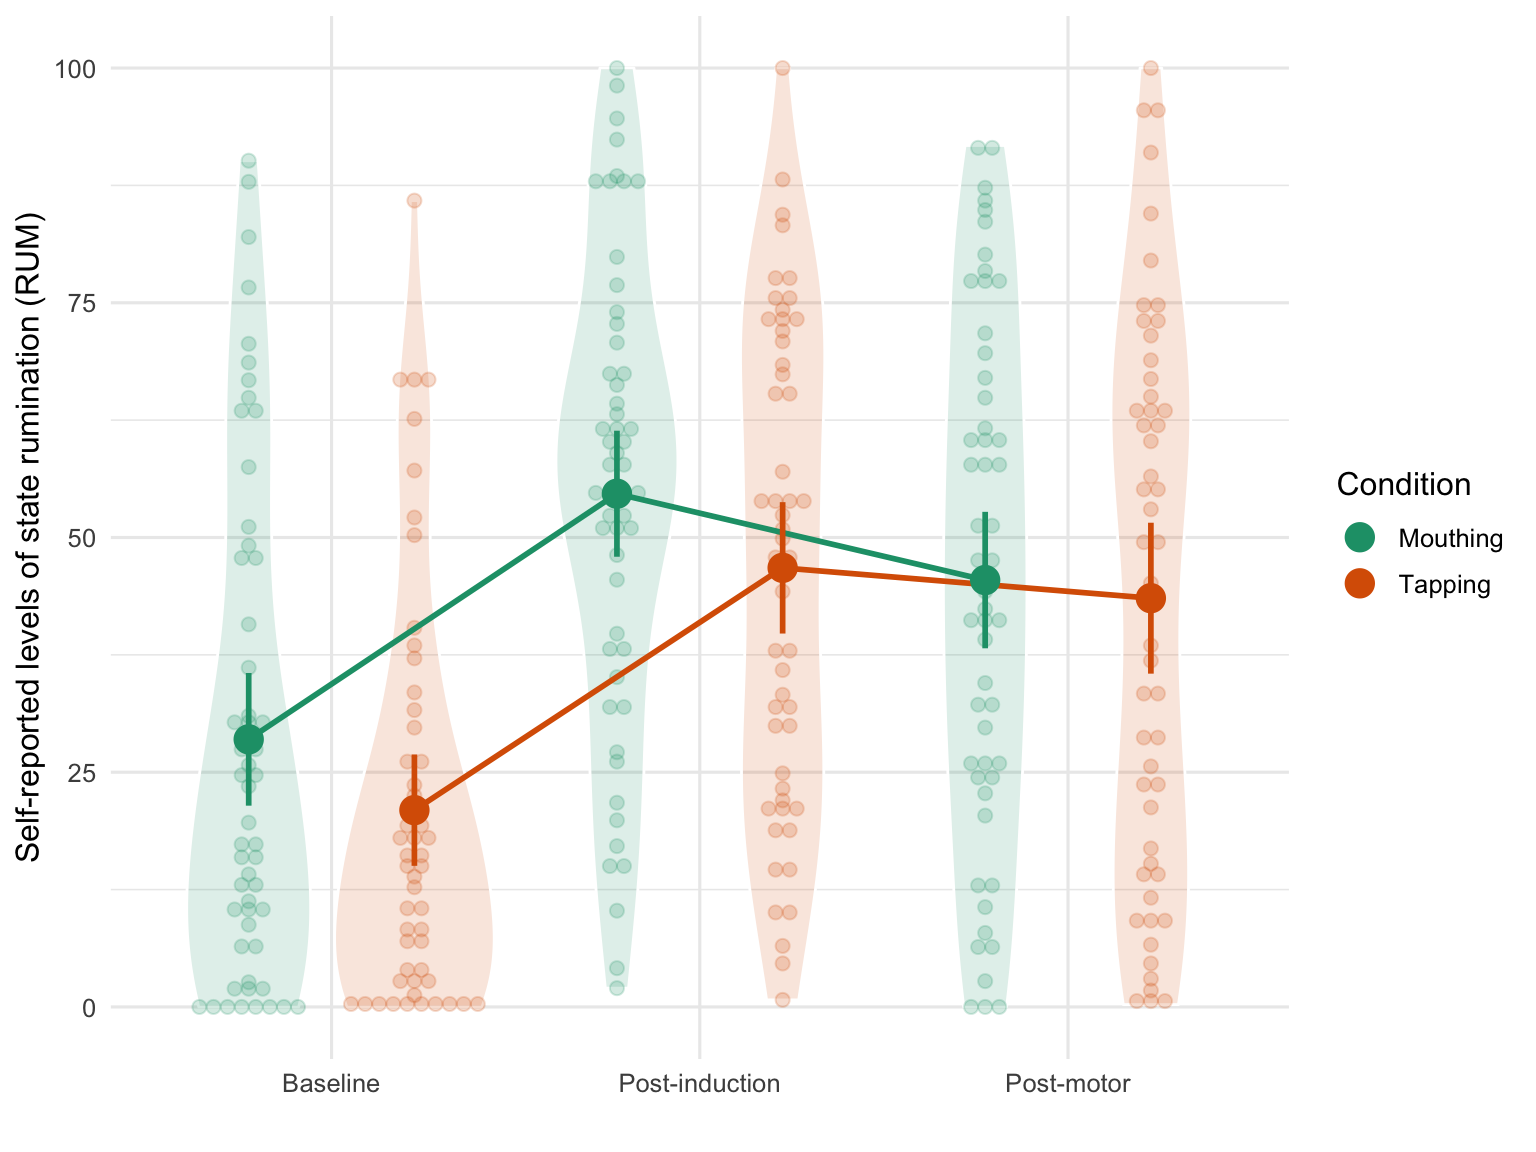 Self-reported levels of state rumination (RUM)
100
75
50
25
0
Baseline
Post-induction
Post-motor
Condition
Mouthing
Tapping